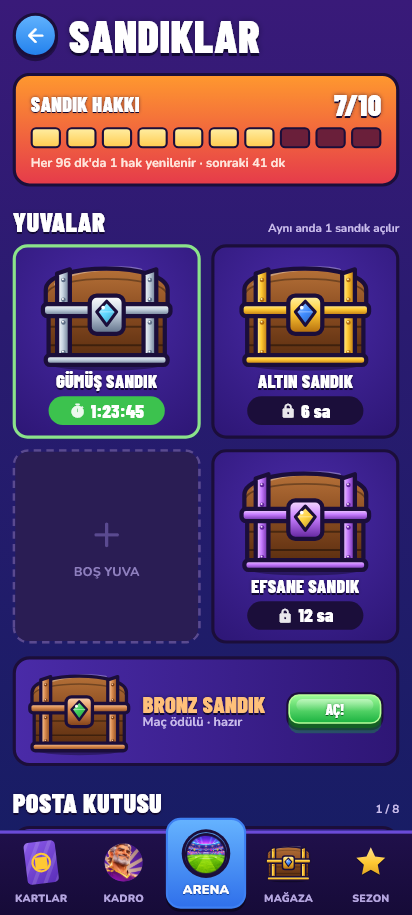 SANDIKLAR
SANDIK HAKKI
7/10
Her 96 dk'da 1 hak yenilenir · sonraki 41 dk
YUVALAR
Aynı anda 1 sandık açılır
GÜMÜŞ SANDIK
1:23:45
ALTIN SANDIK
6 sa
BOŞ YUVA
EFSANE SANDIK
12 sa
BRONZ SANDIK
Maç ödülü · hazır
AÇ!
POSTA KUTUSU
1 / 8
KARTLAR
KADRO
ARENA
MAĞAZA
SEZON